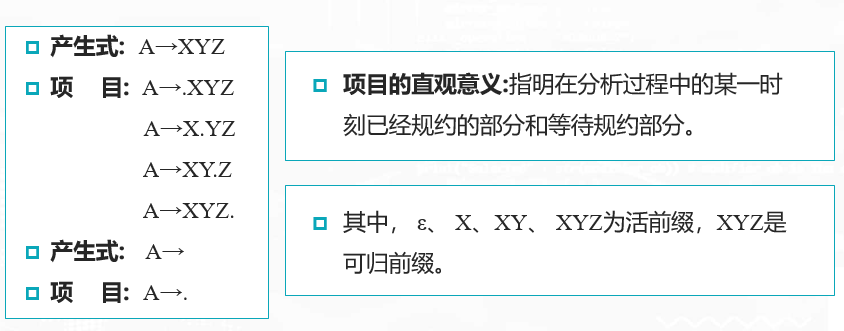 产生式: A→XYZ
项 目: A→.XYZ
A→X.YZ
A→XY.Z
A→XYZ.
产生式: A→
项 目: A→.
项目的直观意义:指明在分析过程中的某一时
刻已经规约的部分和等待规约部分。
其中， ε、 X、XY、 XYZ为活前缀，XYZ是
可归前缀。